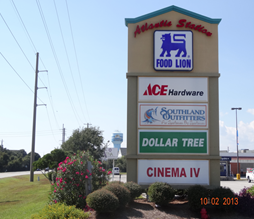 Atlantic Station
FOOD LION
ACE Hardware
SOUTHLAND
OUTFITTERS
DOLLAR TREE
CINEMA IV
10/02/2013